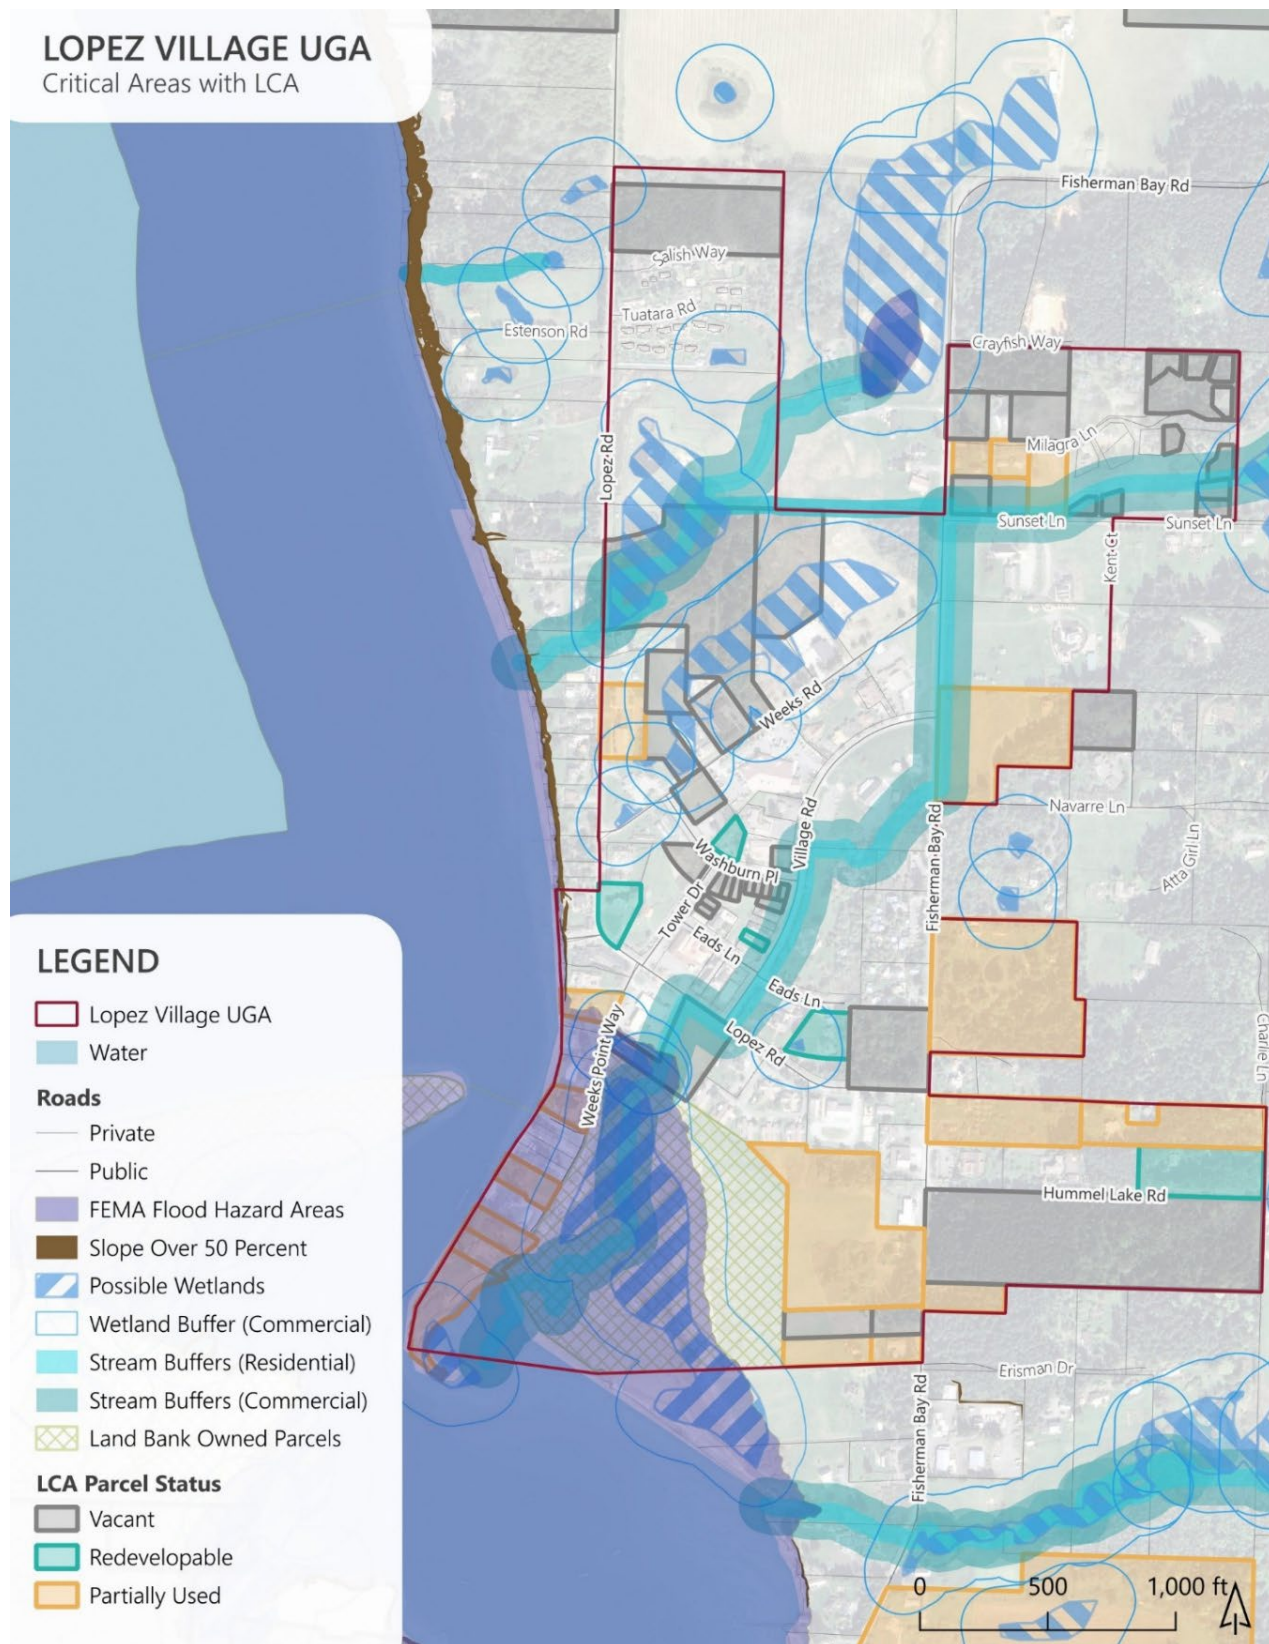 LOPEZ VILLAGE UGA
Critical Areas with LCA
Fisherman Bay Rd
Salish Way
Tuatara Rd
Estenson Rd
Crayfish Way
Lopez Rd
Milagra Ln
Sunset Ln
Sunset Ln
Kent Ct
Weeks Rd
Village Rd
Navarre Ln
Fisherman Bay Rd
Atta Girl Ln
Washburn Pl
Tower Dr
Eads Ln
Eads Ln
Lopez Rd
Weeks Point Way
Charlie Ln
Hummel Lake Rd
Erisman Dr
Fisherman Bay Rd
LEGEND
Lopez Village UGA
Water
Roads
Private
Public
FEMA Flood Hazard Areas
Slope Over 50 Percent
Possible Wetlands
Wetland Buffer (Commercial)
Stream Buffers (Residential)
Stream Buffers (Commercial)
Land Bank Owned Parcels
LCA Parcel Status
Vacant
Redevelopable
Partially Used
0 500 1,000 ft